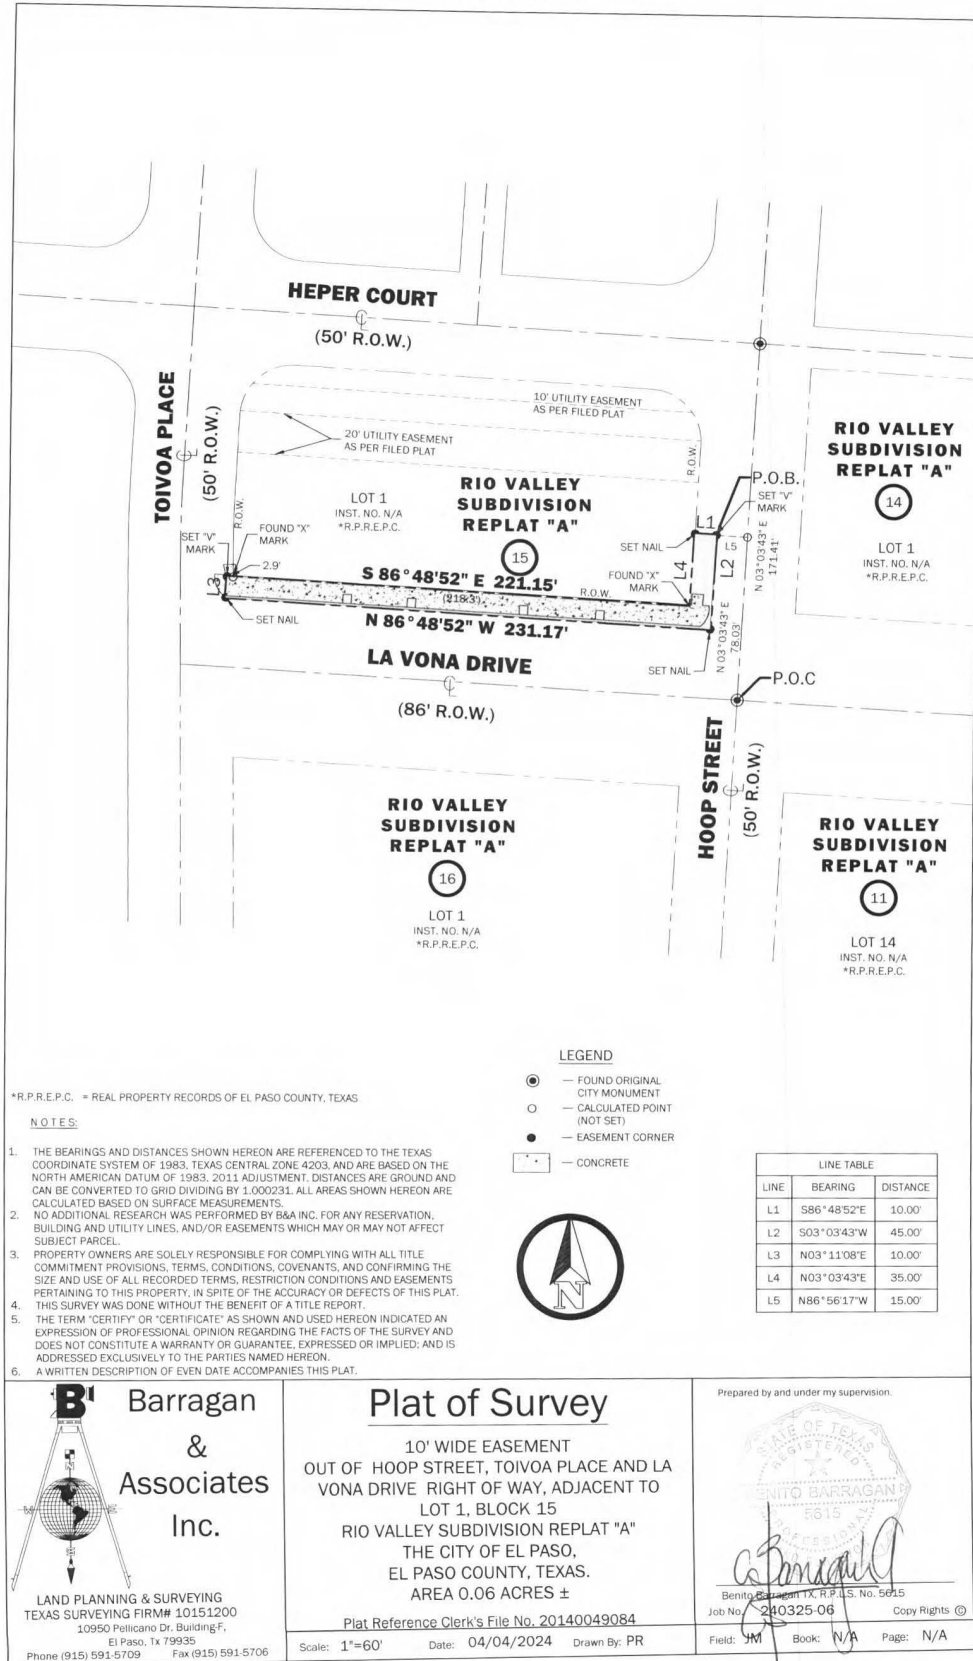 HEPER COURT
(50' R.O.W.)
TOIVOA PLACE
(50' R.O.W.)
10' UTILITY EASEMENT
AS PER FILED PLAT
20' UTILITY EASEMENT
AS PER FILED PLAT
R.O.W.
R.O.W.
RIO VALLEY
SUBDIVISION
REPLAT "A"
14
LOT 1
INST. NO. N/A
*R.P.R.E.P.C.
LOT 1
INST. NO. N/A
*R.P.R.E.P.C.
RIO VALLEY
SUBDIVISION
REPLAT "A"
15
P.O.B.
SET "V"
MARK
L1
L5
L2
L4
SET NAIL
N 03°03'43" E
171.41'
SET "V"
MARK
FOUND "X"
MARK
2.9'
L3
SET NAIL
FOUND "X"
MARK
S 86°48'52" E 221.15'
R.O.W.
(218.3')
N 86°48'52" W 231.17'
SET NAIL
N 03°03'43" E
78.03'
P.O.C
LA VONA DRIVE
(86' R.O.W.)
HOOP STREET
(50' R.O.W.)
RIO VALLEY
SUBDIVISION
REPLAT "A"
16
LOT 1
INST. NO. N/A
*R.P.R.E.P.C.
RIO VALLEY
SUBDIVISION
REPLAT "A"
11
LOT 14
INST. NO. N/A
*R.P.R.E.P.C.
LEGEND
— FOUND ORIGINAL
CITY MONUMENT
— CALCULATED POINT
(NOT SET)
— EASEMENT CORNER
— CONCRETE
N
*R.P.R.E.P.C. = REAL PROPERTY RECORDS OF EL PASO COUNTY, TEXAS
NOTES:
1. THE BEARINGS AND DISTANCES SHOWN HEREON ARE REFERENCED TO THE TEXAS
COORDINATE SYSTEM OF 1983, TEXAS CENTRAL ZONE 4203, AND ARE BASED ON THE
NORTH AMERICAN DATUM OF 1983, 2011 ADJUSTMENT. DISTANCES ARE GROUND AND
CAN BE CONVERTED TO GRID DIVIDING BY 1.000231. ALL AREAS SHOWN HEREON ARE
CALCULATED BASED ON SURFACE MEASUREMENTS.
2. NO ADDITIONAL RESEARCH WAS PERFORMED BY B&A INC. FOR ANY RESERVATION,
BUILDING AND UTILITY LINES, AND/OR EASEMENTS WHICH MAY OR MAY NOT AFFECT
SUBJECT PARCEL.
3. PROPERTY OWNERS ARE SOLELY RESPONSIBLE FOR COMPLYING WITH ALL TITLE
COMMITMENT PROVISIONS, TERMS, CONDITIONS, COVENANTS, AND CONFIRMING THE
SIZE AND USE OF ALL RECORDED TERMS, RESTRICTION CONDITIONS AND EASEMENTS
PERTAINING TO THIS PROPERTY, IN SPITE OF THE ACCURACY OR DEFECTS OF THIS PLAT.
4. THIS SURVEY WAS DONE WITHOUT THE BENEFIT OF A TITLE REPORT.
5. THE TERM "CERTIFY" OR "CERTIFICATE" AS SHOWN AND USED HEREON INDICATED AN
EXPRESSION OF PROFESSIONAL OPINION REGARDING THE FACTS OF THE SURVEY AND
DOES NOT CONSTITUTE A WARRANTY OR GUARANTEE, EXPRESSED OR IMPLIED; AND IS
ADDRESSED EXCLUSIVELY TO THE PARTIES NAMED HEREON.
6. A WRITTEN DESCRIPTION OF EVEN DATE ACCOMPANIES THIS PLAT.
LINE TABLE
LINE BEARING DISTANCE
L1 S86°48'52"E 10.00'
L2 S03°03'43"W 45.00'
L3 N03°11'08"E 10.00'
L4 N03°03'43"E 35.00'
L5 N86°56'17"W 15.00'
B
W E
Barragan
&
Associates
Inc.
LAND PLANNING & SURVEYING
TEXAS SURVEYING FIRM# 10151200
10950 Pellicano Dr. Building-F,
El Paso, Tx 79935
Phone (915) 591-5709 Fax (915) 591-5706
Plat of Survey
10' WIDE EASEMENT
OUT OF HOOP STREET, TOIVOA PLACE AND LA
VONA DRIVE RIGHT OF WAY, ADJACENT TO
LOT 1, BLOCK 15
RIO VALLEY SUBDIVISION REPLAT "A"
THE CITY OF EL PASO,
EL PASO COUNTY, TEXAS.
AREA 0.06 ACRES ±
Plat Reference Clerk's File No. 20140049084
Scale: 1"=60' Date: 04/04/2024 Drawn By: PR
Prepared by and under my supervision.
STATE OF TEXAS
REGISTERED
BENITO BARRAGAN
5615
Benito Barragan TX, R.P.L.S. No. 5615
Job No. 240325-06 Copy Rights ©
Field: JM Book: N/A Page: N/A